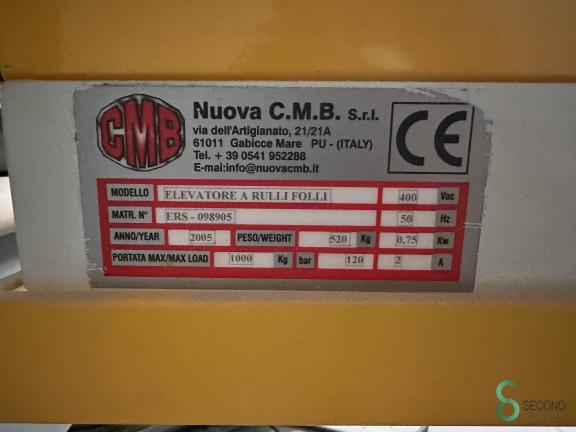 CMB
Nuova C.M.B. S.r.l.
via dell'Artigianato, 21/21A
61011 Gabicce Mare PU - (ITALY)
Tel. + 39 0541 952288
E-mai:info@nuovacmb.it
CE
MODELLO ELEVATORE A RULLI FOLLI 400 Vac
MATR. N° ERS - 098905 50 Hz
ANNO/YEAR 2005 PESO/WEIGHT 520 Kg 0,75 Kw
PORTATA MAX/MAX LOAD 1000 Kg bar 120 2 A
SECOND